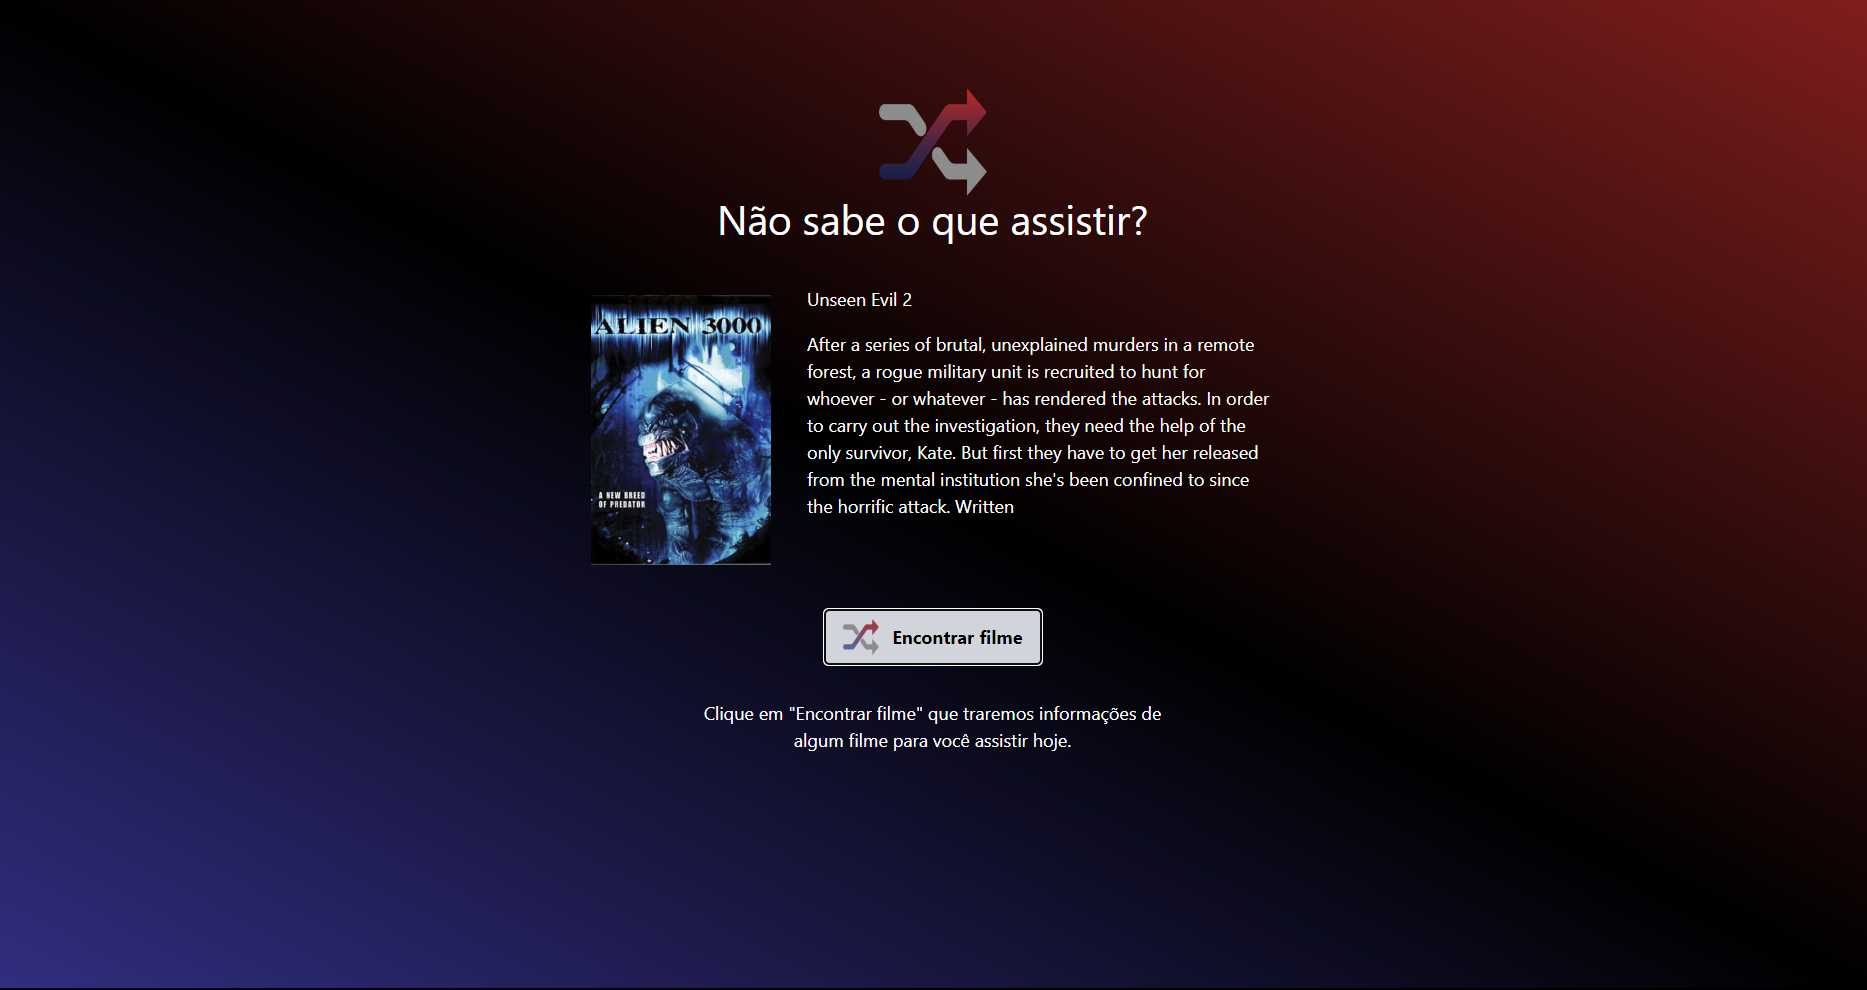 Não sabe o que assistir?
ALIEN 3000
A NEW BREED
OF PREDATOR
Unseen Evil 2
After a series of brutal, unexplained murders in a remote
forest, a rogue military unit is recruited to hunt for
whoever - or whatever - has rendered the attacks. In order
to carry out the investigation, they need the help of the
only survivor, Kate. But first they have to get her released
from the mental institution she's been confined to since
the horrific attack. Written
Encontrar filme
Clique em "Encontrar filme" que traremos informações de
algum filme para você assistir hoje.